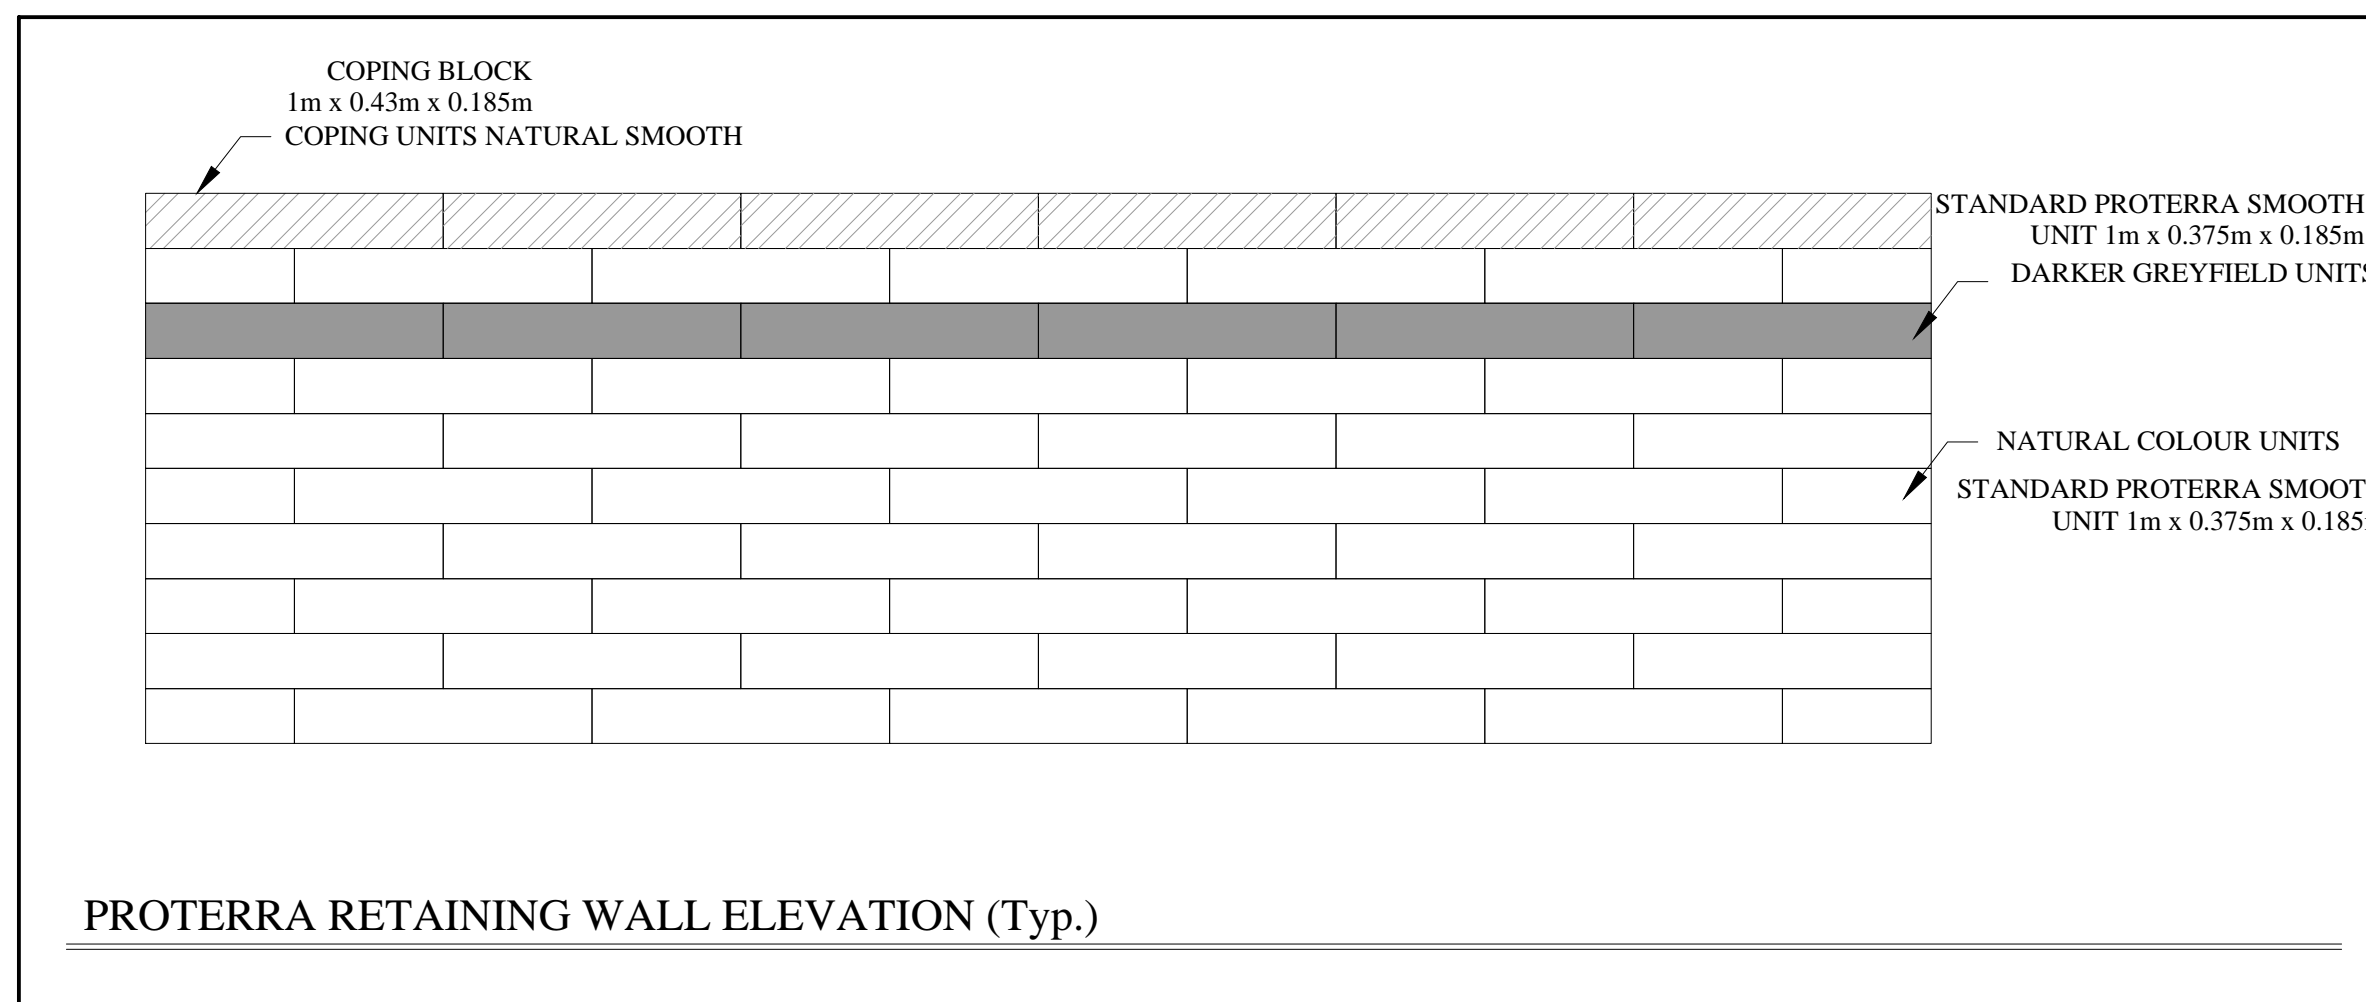 COPING BLOCK
1m x 0.43m x 0.185m
COPING UNITS NATURAL SMOOTH
STANDARD PROTERRA SMOOTH
UNIT 1m x 0.375m x 0.185m
DARKER GREYFIELD UNITS
NATURAL COLOUR UNITS
STANDARD PROTERRA SMOOT
UNIT 1m x 0.375m x 0.185
PROTERRA RETAINING WALL ELEVATION (Typ.)